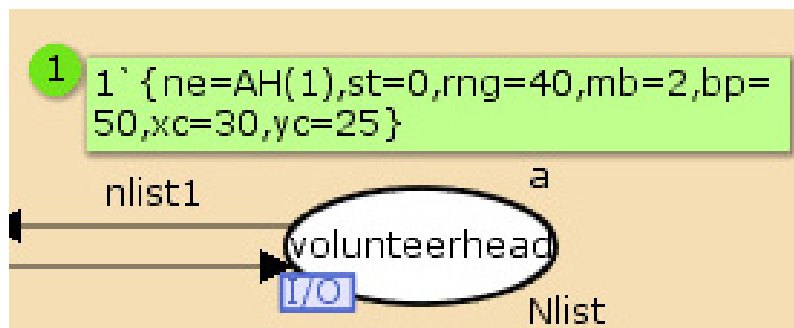 1
1`{ne=AH(1),st=0,rng=40,mb=2,bp=
50,xc=30,yc=25}
a
nlist1
volunteerhead
I/O
Nlist